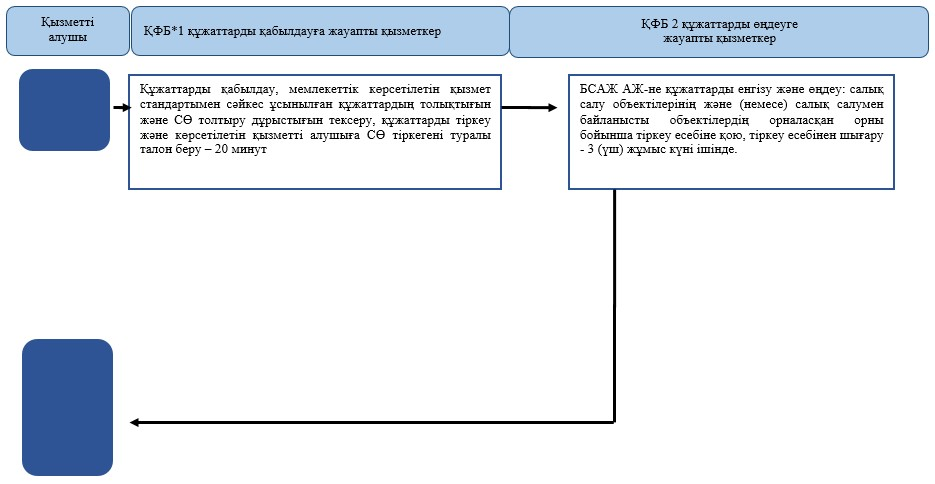 Қызметті
алушы
ҚФБ*1 құжаттарды қабылдауға жауапты қызметкер
ҚФБ 2 құжаттарды өңдеуге
жауапты қызметкер
Құжаттарды қабылдау, мемлекеттік көрсетілетін қызмет
стандартымен сәйкес ұсынылған құжаттардың толықтығын
және СӨ толтыру дұрыстығын тексеру, құжаттарды тіркеу
және көрсетілетін қызметті алушыға СӨ тіркегені туралы
талон беру – 20 минут
БСАЖ АЖ-не құжаттарды енгізу және өңдеу: салық
салу объектілерінің және (немесе) салық салумен
байланысты объектілердің орналасқан орны
бойынша тіркеу есебіне қою, тіркеу есебінен шығару
- 3 (үш) жұмыс күні ішінде.